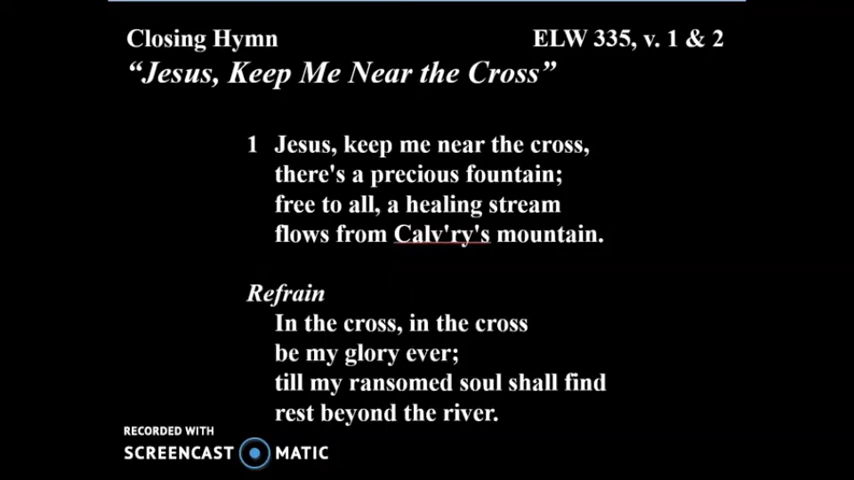 Closing Hymn ELW 335, v. 1 & 2
“Jesus, Keep Me Near the Cross”
1 Jesus, keep me near the cross,
there's a precious fountain;
free to all, a healing stream
flows from Calv'ry's mountain.
Refrain
In the cross, in the cross
be my glory ever;
till my ransomed soul shall find
rest beyond the river.
RECORDED WITH
SCREENCAST MATIC